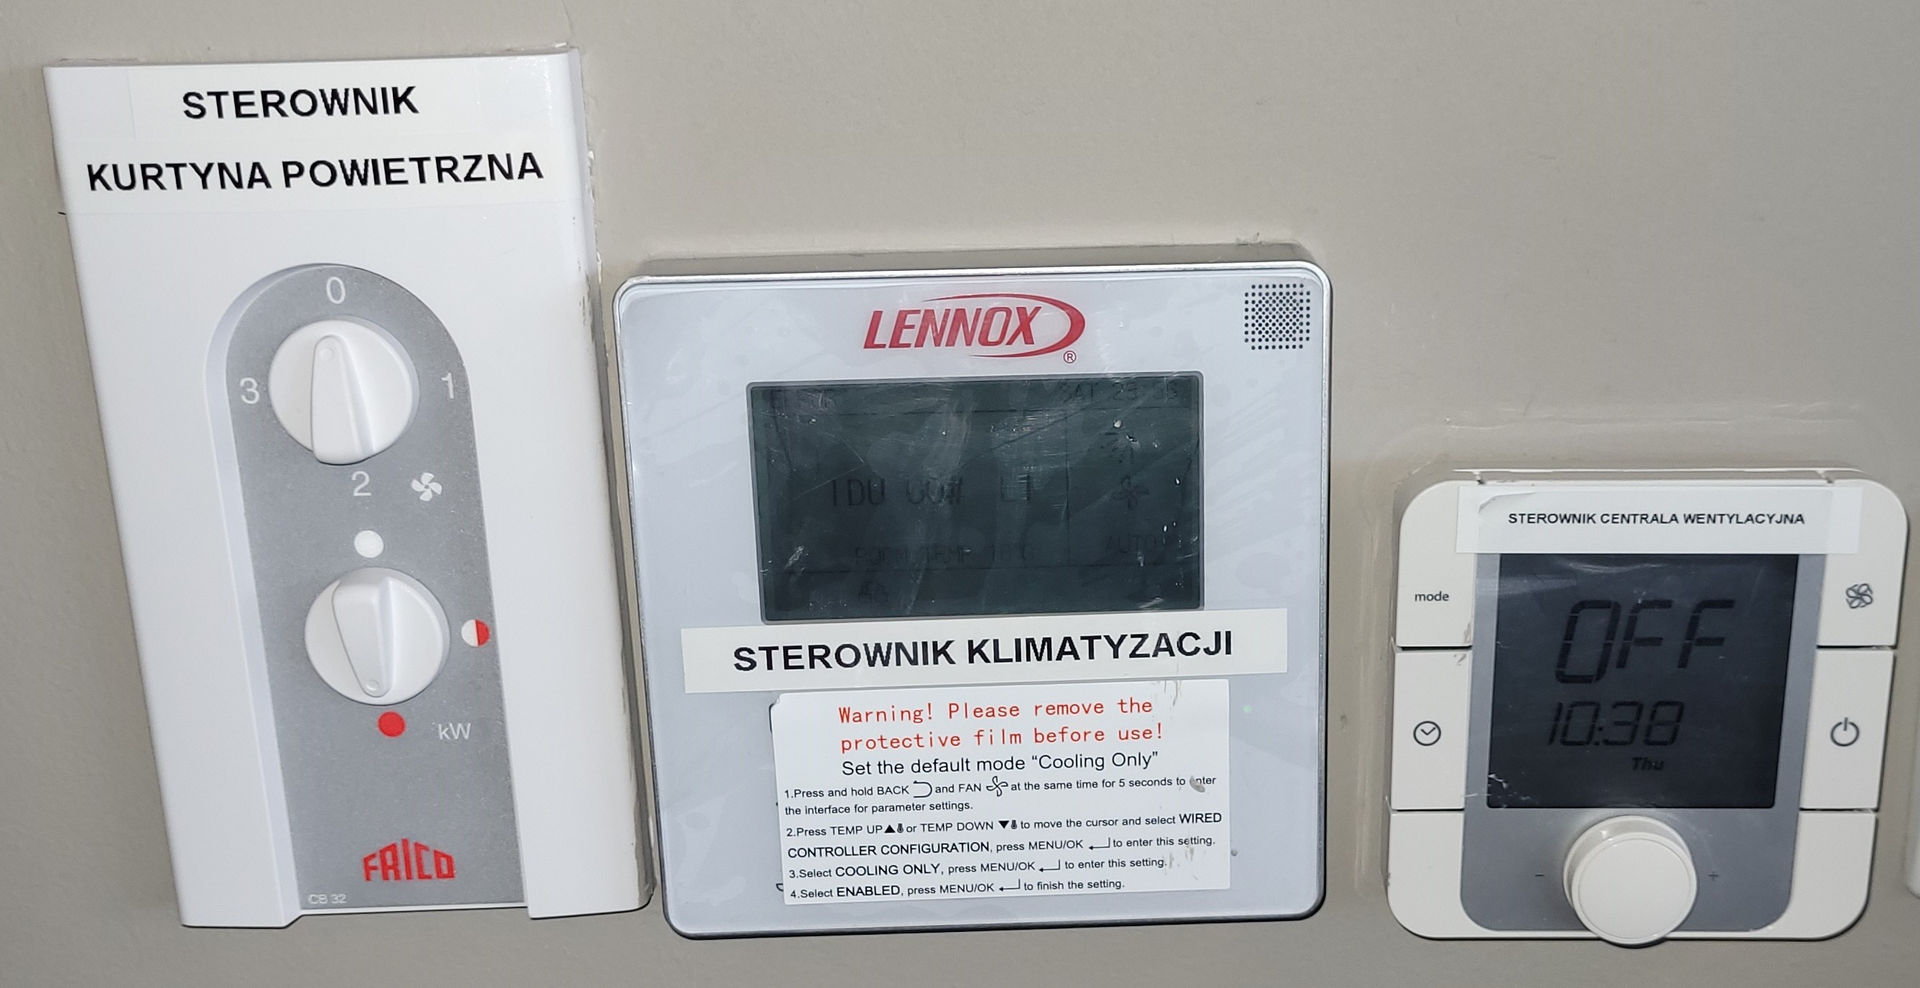 STEROWNIK
KURTYNA POWIETRZNA
0
3
1
2
kW
FRICO
CB 32
LENNOX
®
IDU
ROOM TEMP
AUTO
STEROWNIK KLIMATYZACJI
Warning! Please remove the
protective film before use!
Set the default mode “Cooling Only”
1.Press and hold BACK and FAN at the same time for 5 seconds to enter
the interface for parameter settings.
2.Press TEMP UP▲ or TEMP DOWN ▼ to move the cursor and select WIRED
CONTROLLER CONFIGURATION, press MENU/OK to enter this setting.
3.Select COOLING ONLY, press MENU/OK to enter this setting.
4.Select ENABLED, press MENU/OK to finish the setting.
STEROWNIK CENTRALA WENTYLACYJNA
mode
OFF
10:38
Thu
- +